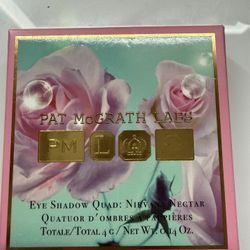 PAT McGRATH LABS
PM L
Eye Shadow Quad: Nirvana Nectar
Quatuor d'ombres à paupières
Totale/Total 4 g / Net Wt. 0.14 Oz.